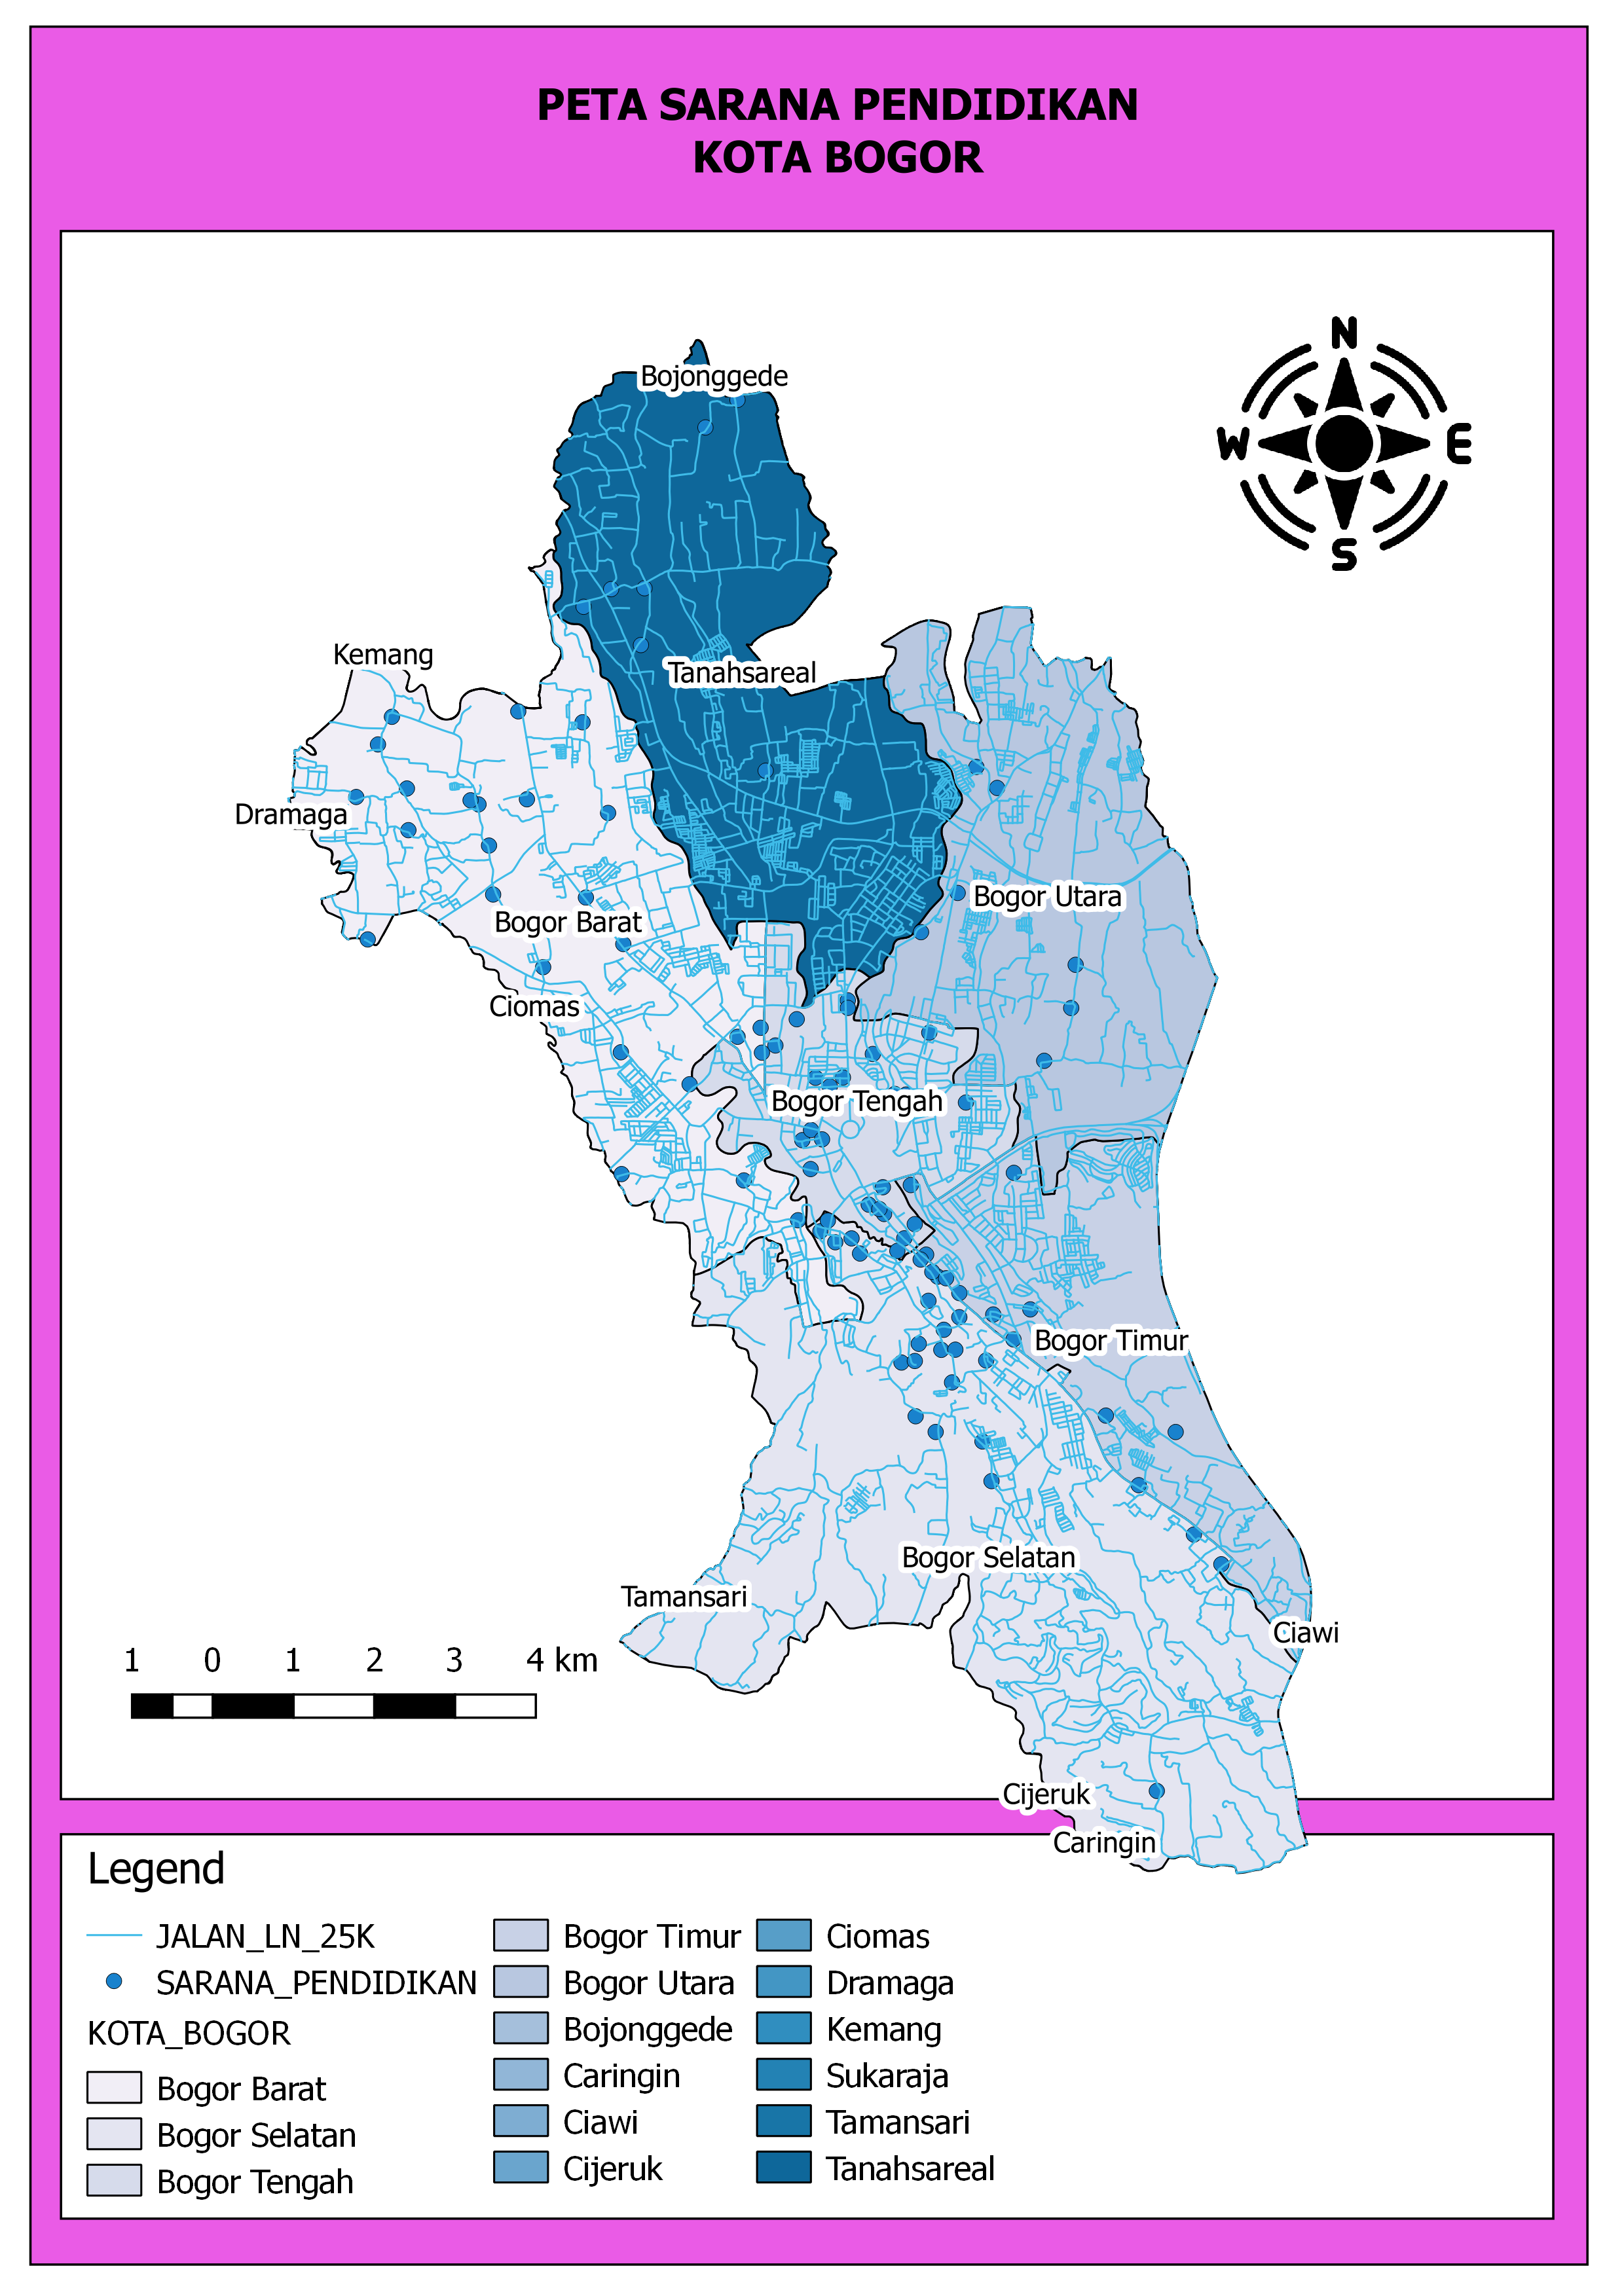 PETA SARANA PENDIDIKAN
KOTA BOGOR
N
W
E
S
Bojonggede
Kemang
Tanahsareal
Dramaga
Bogor Utara
Bogor Barat
Ciomas
Bogor Tengah
Bogor Timur
Bogor Selatan
Tamansari
Ciawi
1 0 1 2 3 4 km
Cijeruk
Caringin
Legend
JALAN_LN_25K
SARANA_PENDIDIKAN
KOTA_BOGOR
Bogor Barat
Bogor Selatan
Bogor Tengah
Bogor Timur
Bogor Utara
Bojonggede
Caringin
Ciawi
Cijeruk
Ciomas
Dramaga
Kemang
Sukaraja
Tamansari
Tanahsareal